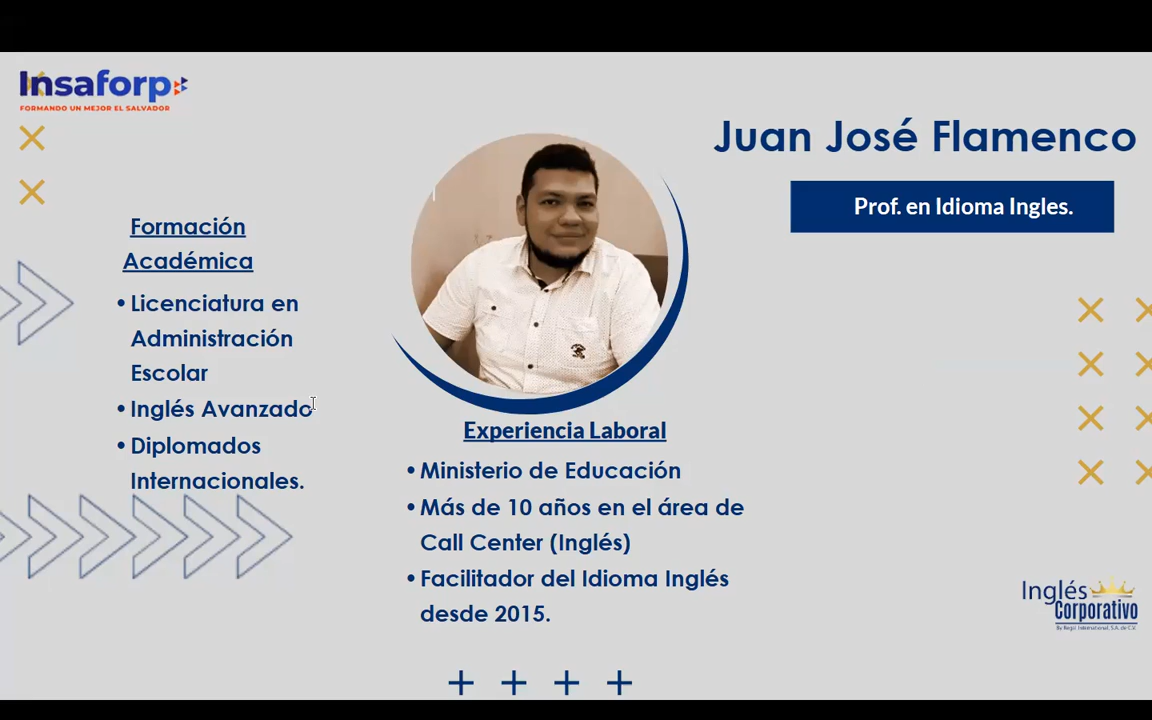 Insaforp
FORMANDO UN MEJOR EL SALVADOR
Juan José Flamenco
Prof. en Idioma Ingles.
Formación
Académica
• Licenciatura en
Administración
Escolar
• Inglés Avanzado
• Diplomados
Internacionales.
Experiencia Laboral
• Ministerio de Educación
• Más de 10 años en el área de
Call Center (Inglés)
• Facilitador del Idioma Inglés
desde 2015.
Inglés
Corporativo